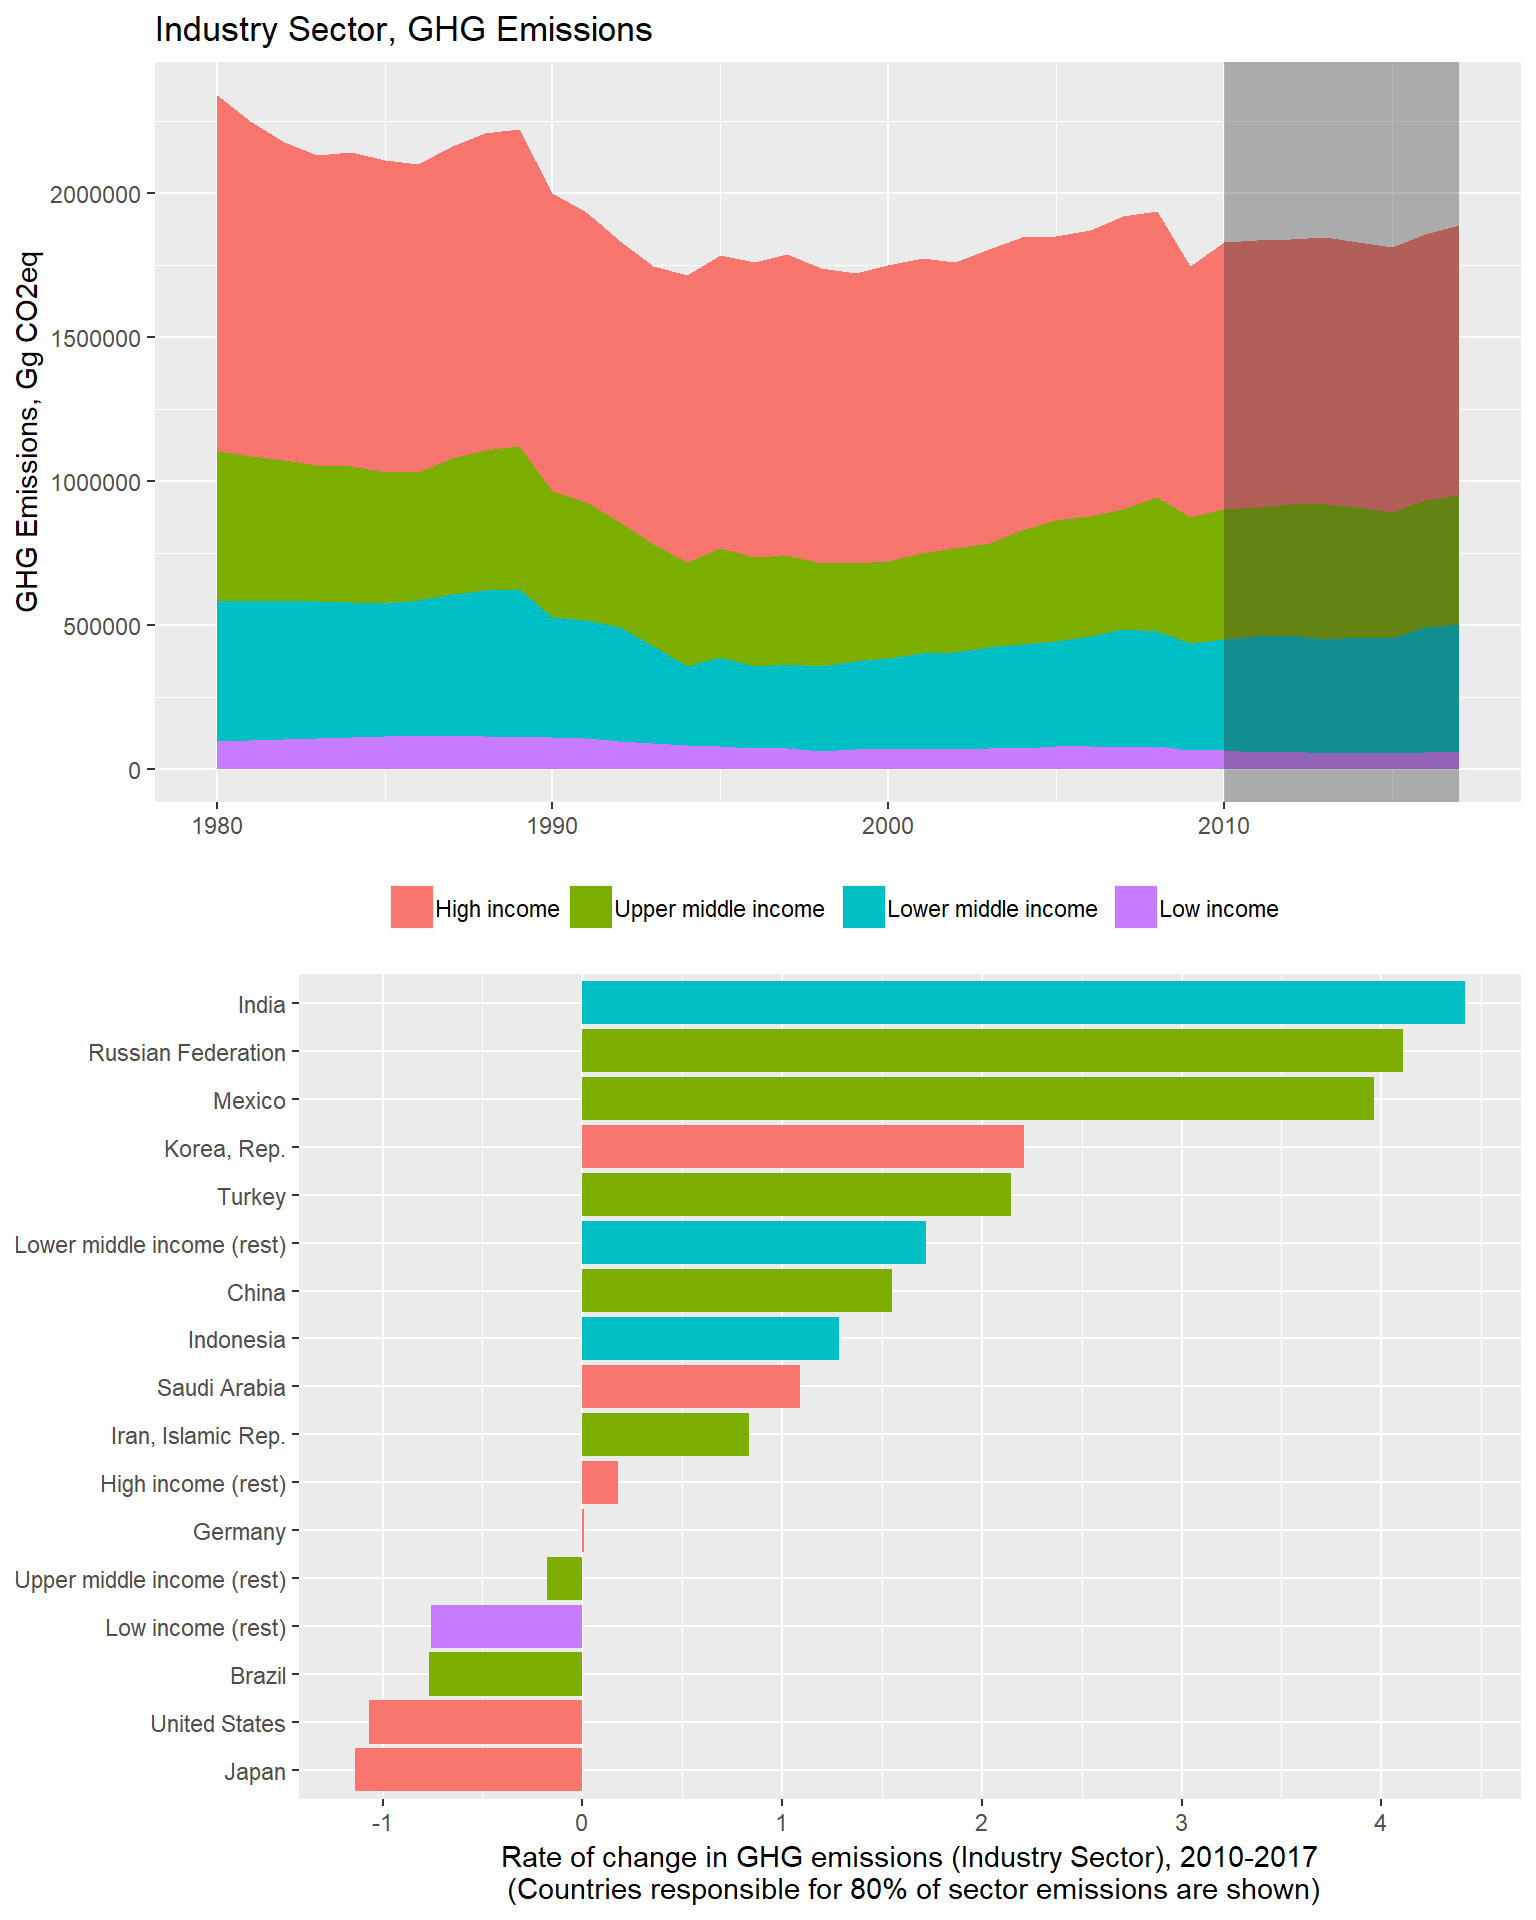 Industry Sector, GHG Emissions
GHG Emissions, Gg CO2eq
2000000
1500000
1000000
500000
0
1980 1990 2000 2010
High income Upper middle income Lower middle income Low income
India
Russian Federation
Mexico
Korea, Rep.
Turkey
Lower middle income (rest)
China
Indonesia
Saudi Arabia
Iran, Islamic Rep.
High income (rest)
Germany
Upper middle income (rest)
Low income (rest)
Brazil
United States
Japan
-1 0 1 2 3 4
Rate of change in GHG emissions (Industry Sector), 2010-2017
(Countries responsible for 80% of sector emissions are shown)